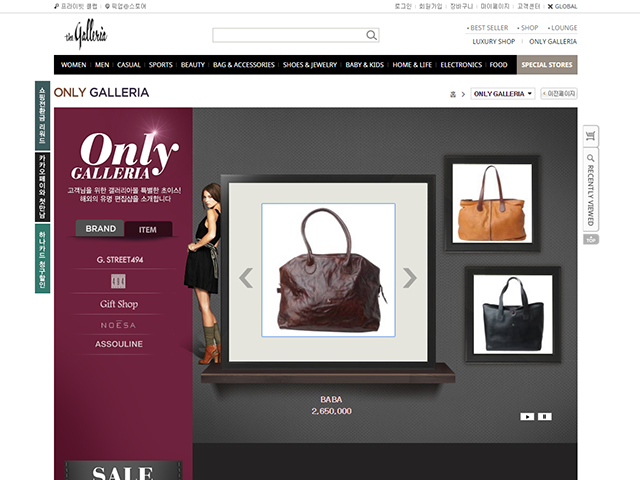 프라이빗 클럽
픽업@스토어
로그인
회원가입
장바구니
마이페이지
고객센터
GLOBAL
the Galleria
BEST SELLER
SHOP
LOUNGE
LUXURY SHOP
ONLY GALLERIA
WOMEN
MEN
CASUAL
SPORTS
BEAUTY
BAG & ACCESSORIES
SHOES & JEWELRY
BABY & KIDS
HOME & LIFE
ELECTRONICS
FOOD
SPECIAL STORES
ONLY GALLERIA
홈
ONLY GALLERIA
이전페이지
쇼핑전환금 리워드
카카오페이와 첫만남
하나카드 청구할인
Only
GALLERIA
고객님을 위한 갤러리아몰 특별한 초이스!
해외의 유명 편집샵을 소개합니다
BRAND
ITEM
G. STREET494
Gift Shop
NOËSA
ASSOULINE
BABA
2,650,000
SALE
RECENTLY VIEWED
TOP